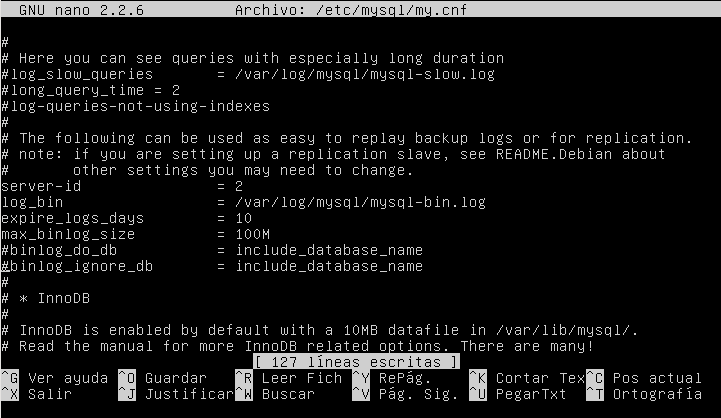 GNU nano 2.2.6 Archivo: /etc/mysql/my.cnf
#
# Here you can see queries with especially long duration
#log_slow_queries = /var/log/mysql/mysql-slow.log
#long_query_time = 2
#log-queries-not-using-indexes
#
# The following can be used as easy to replay backup logs or for replication.
# note: if you are setting up a replication slave, see README.Debian about
# other settings you may need to change.
server-id = 2
log_bin = /var/log/mysql/mysql-bin.log
expire_logs_days = 10
max_binlog_size = 100M
#binlog_do_db = include_database_name
#binlog_ignore_db = include_database_name
#
# * InnoDB
#
# InnoDB is enabled by default with a 10MB datafile in /var/lib/mysql/.
# Read the manual for more InnoDB related options. There are many!
[ 127 líneas escritas ]
^G Ver ayuda ^O Guardar ^R Leer Fich ^Y RePág. ^K Cortar Tex ^C Pos actual
^X Salir ^J Justificar ^W Buscar ^V Pág. Sig. ^U PegarTxt ^T Ortografía